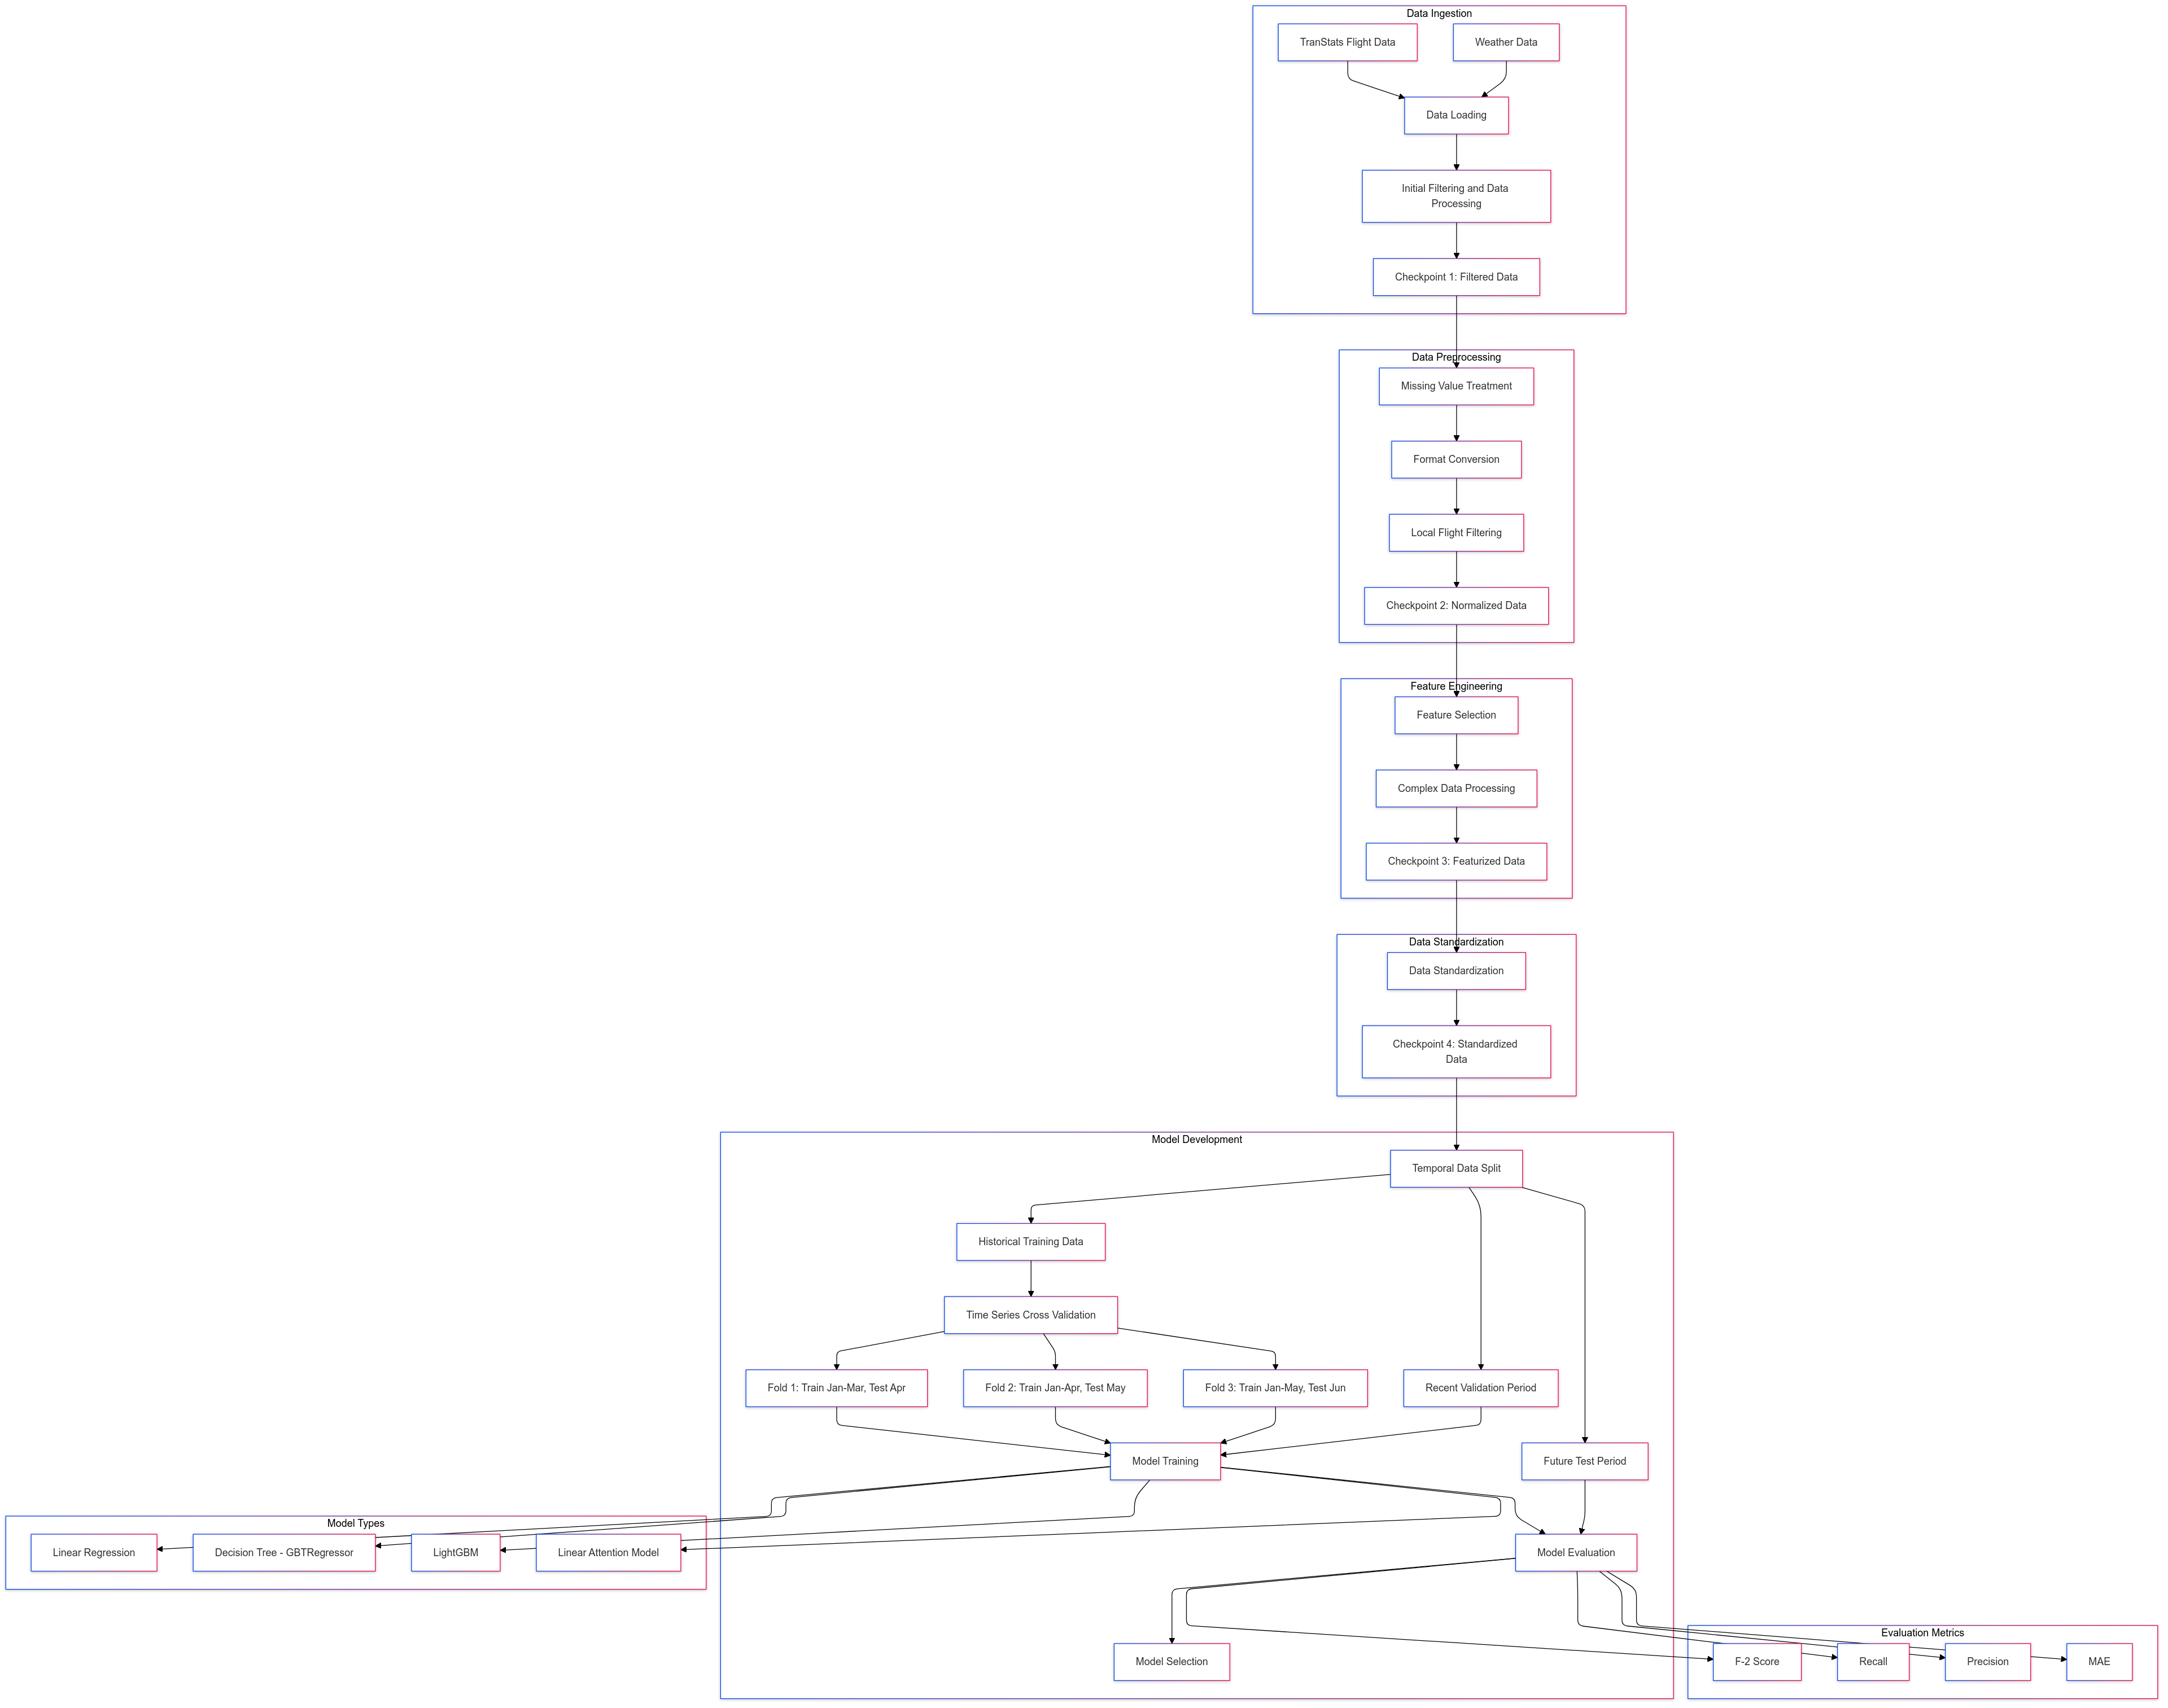 Data Ingestion
TranStats Flight Data
Weather Data
Data Loading
Initial Filtering and Data
Processing
Checkpoint 1: Filtered Data
Data Preprocessing
Missing Value Treatment
Format Conversion
Local Flight Filtering
Checkpoint 2: Normalized Data
Feature Engineering
Feature Selection
Complex Data Processing
Checkpoint 3: Featurized Data
Data Standardization
Data Standardization
Checkpoint 4: Standardized
Data
Model Development
Temporal Data Split
Historical Training Data
Time Series Cross Validation
Fold 1: Train Jan-Mar, Test Apr
Fold 2: Train Jan-Apr, Test May
Fold 3: Train Jan-May, Test Jun
Recent Validation Period
Model Training
Future Test Period
Model Types
Linear Regression
Decision Tree - GBTRegressor
LightGBM
Linear Attention Model
Model Evaluation
Model Selection
Evaluation Metrics
F-2 Score
Recall
Precision
MAE